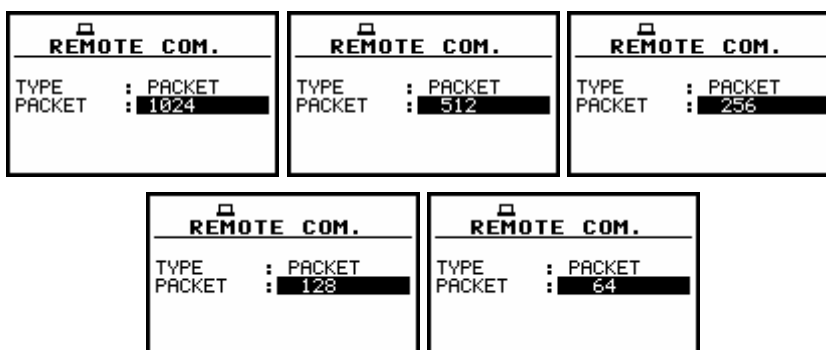 REMOTE COM.
TYPE : PACKET
PACKET : 1024
REMOTE COM.
TYPE : PACKET
PACKET : 512
REMOTE COM.
TYPE : PACKET
PACKET : 256
REMOTE COM.
TYPE : PACKET
PACKET : 128
REMOTE COM.
TYPE : PACKET
PACKET : 64